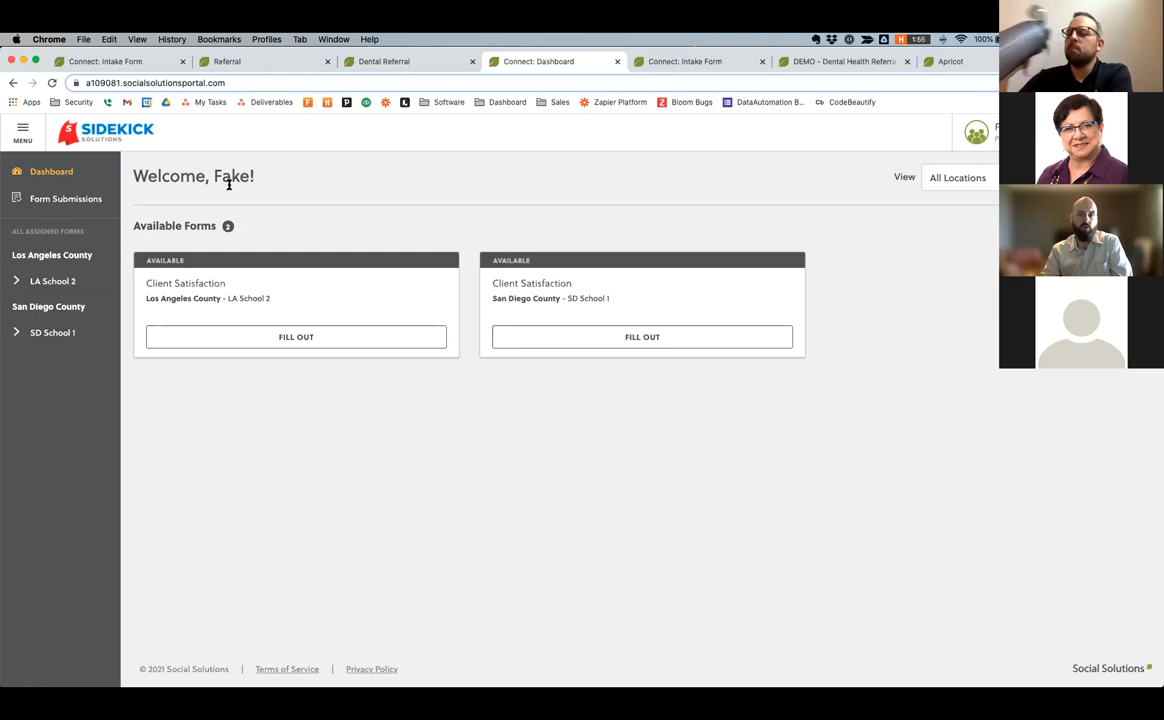 Chrome File Edit View History Bookmarks Profiles Tab Window Help
H 1:55 100%
Connect: Intake Form Referral Dental Referral Connect: Dashboard Connect: Intake Form DEMO - Dental Health Referra Apricot
a109081.socialsolutionsportal.com
Apps Security My Tasks Deliverables Software Dashboard Sales Zapier Platform Bloom Bugs DataAutomation B... CodeBeautify
MENU
SIDEKICK
SOLUTIONS
Dashboard
Form Submissions
ALL ASSIGNED FORMS
Los Angeles County
LA School 2
San Diego County
SD School 1
Welcome, Fake!
View All Locations
Available Forms 2
AVAILABLE
Client Satisfaction
Los Angeles County - LA School 2
FILL OUT
AVAILABLE
Client Satisfaction
San Diego County - SD School 1
FILL OUT
© 2021 Social Solutions | Terms of Service | Privacy Policy
Social Solutions